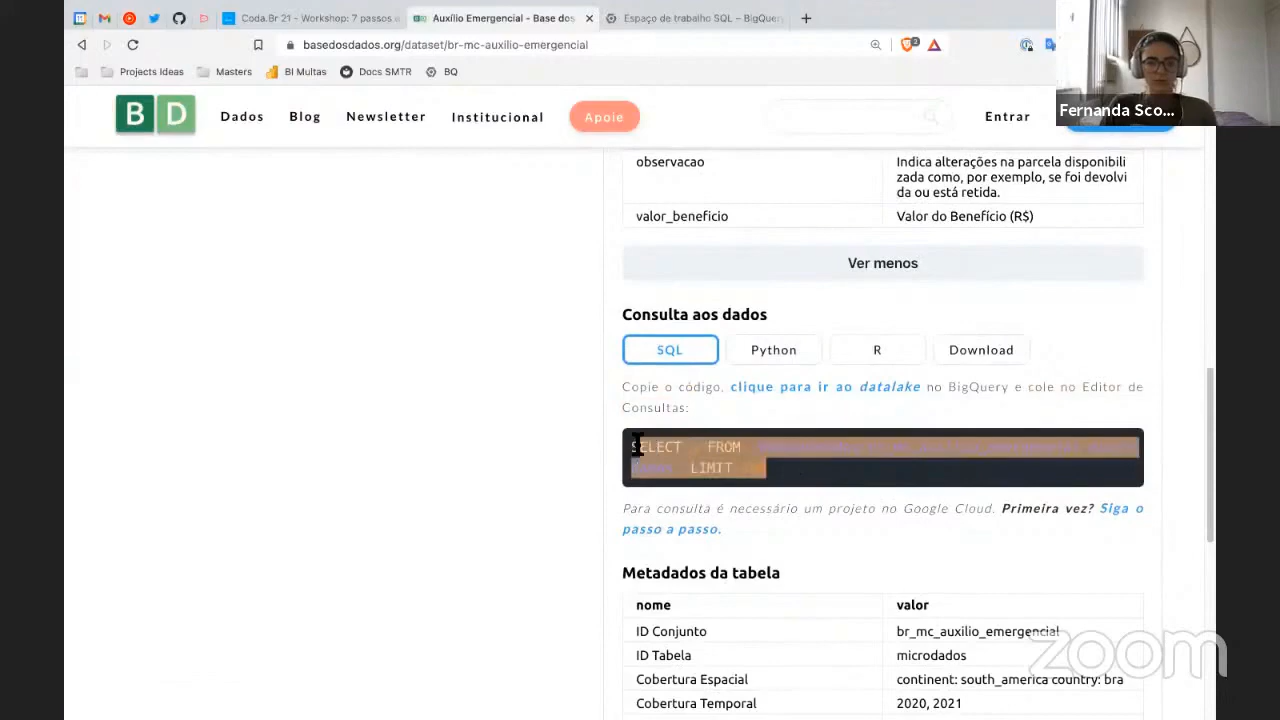 Coda.Br 21 - Workshop: 7 passos
Auxílio Emergencial - Base dos
Espaço de trabalho SQL – BigQuery
basedosdados.org/dataset/br-mc-auxilio-emergencial
Projects Ideas
Masters
BI Multas
Docs SMTR
BQ
Fernanda Sco...
BD
Dados
Blog
Newsletter
Institucional
Apoie
Entrar
observacao
Indica alterações na parcela disponibili
zada como, por exemplo, se foi devolvi
da ou está retida.
valor_beneficio
Valor do Benefício (R$)
Ver menos
Consulta aos dados
SQL
Python
R
Download
Copie o código, clique para ir ao datalake no BigQuery e cole no Editor de
Consultas:
SELECT FROM
LIMIT
Para consulta é necessário um projeto no Google Cloud. Primeira vez? Siga o
passo a passo.
Metadados da tabela
nome
valor
ID Conjunto
br_mc_auxilio_emergencial
ID Tabela
microdados
Cobertura Espacial
continent: south_america country: bra
Cobertura Temporal
2020, 2021
zoom